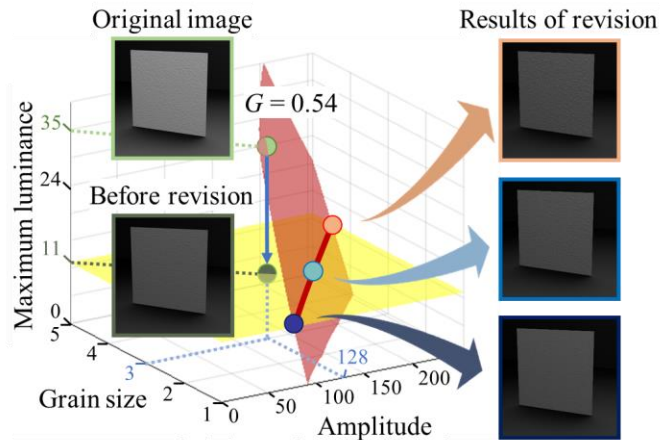 Original image
Results of revision
G = 0.54
Before revision
Maximum luminance
35
24
11
0
5
4
3
2
1
Grain size
0
50
100
128
150
200
Amplitude